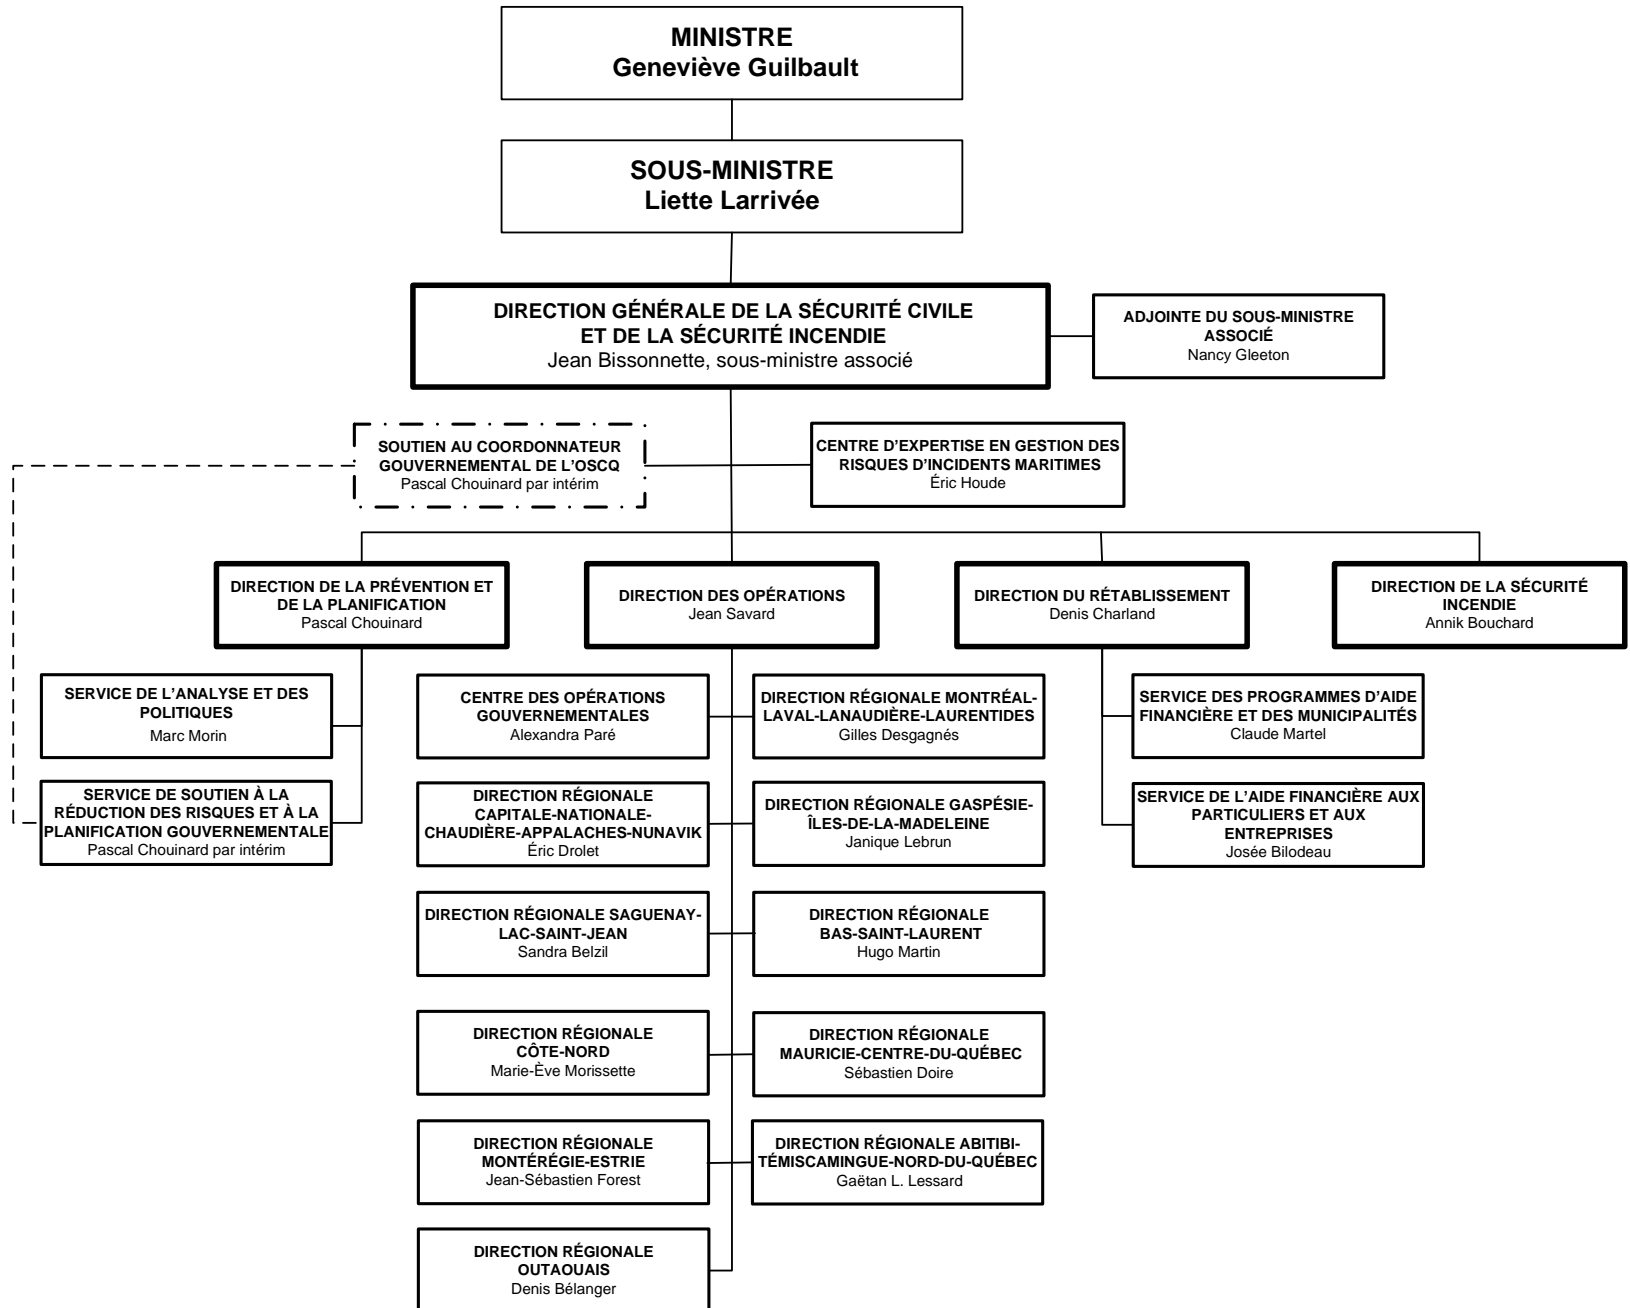 MINISTRE
Geneviève Guilbault
SOUS-MINISTRE
Liette Larrivée
DIRECTION GÉNÉRALE DE LA SÉCURITÉ CIVILE
ET DE LA SÉCURITÉ INCENDIE
Jean Bissonnette, sous-ministre associé
ADJOINTE DU SOUS-MINISTRE
ASSOCIÉ
Nancy Gleeton
SOUTIEN AU COORDONNATEUR
GOUVERNEMENTAL DE L'OSCQ
Pascal Chouinard par intérim
CENTRE D'EXPERTISE EN GESTION DES
RISQUES D'INCIDENTS MARITIMES
Éric Houde
DIRECTION DE LA PRÉVENTION ET
DE LA PLANIFICATION
Pascal Chouinard
DIRECTION DES OPÉRATIONS
Jean Savard
DIRECTION DU RÉTABLISSEMENT
Denis Charland
DIRECTION DE LA SÉCURITÉ
INCENDIE
Annik Bouchard
SERVICE DE L'ANALYSE ET DES
POLITIQUES
Marc Morin
CENTRE DES OPÉRATIONS
GOUVERNEMENTALES
Alexandra Paré
DIRECTION RÉGIONALE MONTRÉAL-
LAVAL-LANAUDIÈRE-LAURENTIDES
Gilles Desgagnés
SERVICE DES PROGRAMMES D'AIDE
FINANCIÈRE ET DES MUNICIPALITÉS
Claude Martel
SERVICE DE SOUTIEN À LA
RÉDUCTION DES RISQUES ET À LA
PLANIFICATION GOUVERNEMENTALE
Pascal Chouinard par intérim
DIRECTION RÉGIONALE
CAPITALE-NATIONALE-
CHAUDIÈRE-APPALACHES-NUNAVIK
Éric Drolet
DIRECTION RÉGIONALE GASPÉSIE-
ÎLES-DE-LA-MADELEINE
Janique Lebrun
SERVICE DE L'AIDE FINANCIÈRE AUX
PARTICULIERS ET AUX
ENTREPRISES
Josée Bilodeau
DIRECTION RÉGIONALE SAGUENAY-
LAC-SAINT-JEAN
Sandra Belzil
DIRECTION RÉGIONALE
BAS-SAINT-LAURENT
Hugo Martin
DIRECTION RÉGIONALE
CÔTE-NORD
Marie-Ève Morissette
DIRECTION RÉGIONALE
MAURICIE-CENTRE-DU-QUÉBEC
Sébastien Doire
DIRECTION RÉGIONALE
MONTÉRÉGIE-ESTRIE
Jean-Sébastien Forest
DIRECTION RÉGIONALE ABITIBI-
TÉMISCAMINGUE-NORD-DU-QUÉBEC
Gaëtan L. Lessard
DIRECTION RÉGIONALE
OUTAOUAIS
Denis Bélanger